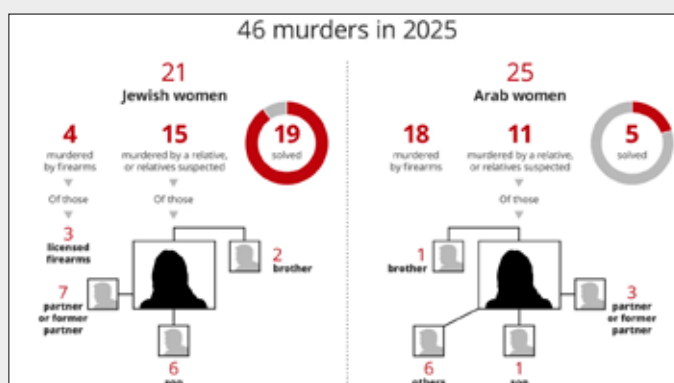 46 murders in 2025
21
Jewish women
4
murdered
by firearms
Of those
3
licensed
firearms
15
murdered by a relative,
or relatives suspected
Of those
19
solved
2
brother
7
partner
or former
partner
6
son
25
Arab women
18
murdered
by firearms
11
murdered by a relative,
or relatives suspected
Of those
5
solved
1
brother
3
partner
or former
partner
6
others
1
son